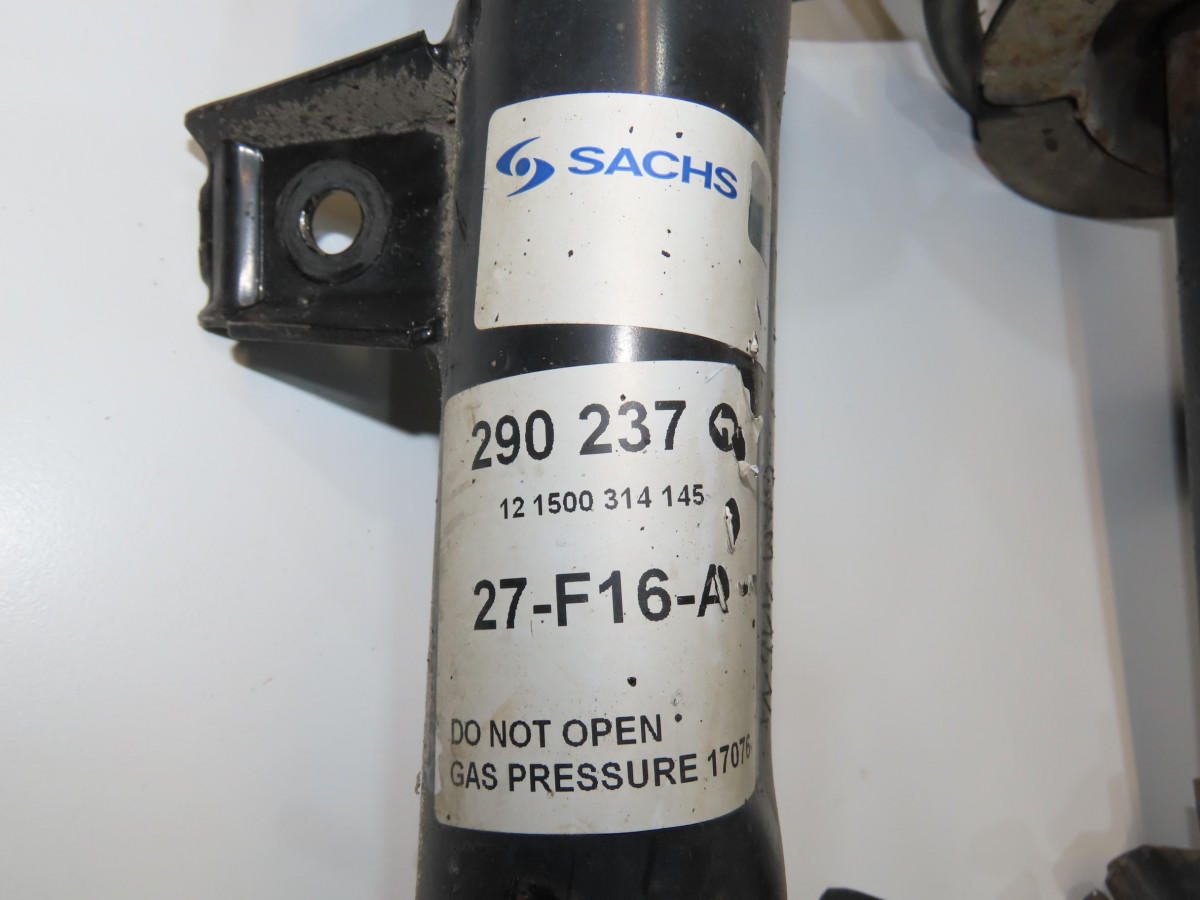 SACHS
290 237
12 1500 314 145
27-F16-A
DO NOT OPEN
GAS PRESSURE 17076